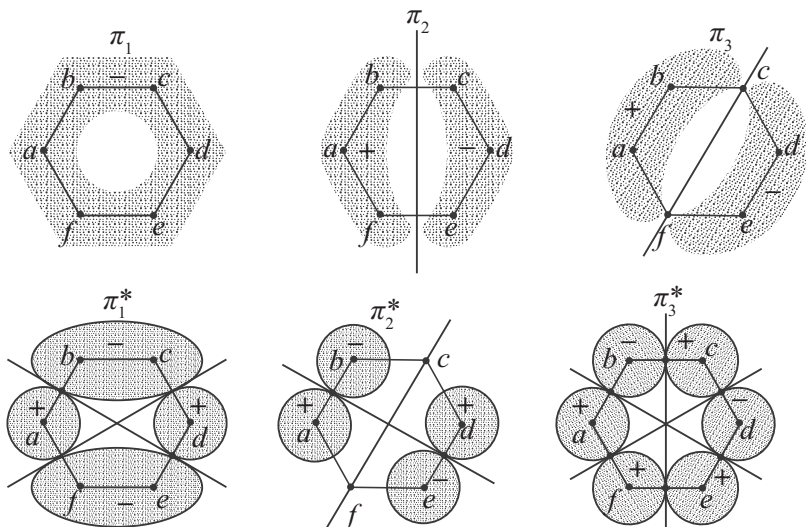 π₁ π₂ π₃
b − c b c b c
+
a d a + − d a d
−
f e f e f e
π₁* π₂* π₃*
− − − +
b c b c b c
+ + + + + −
a d a d a d
− − + +
f e f e f e